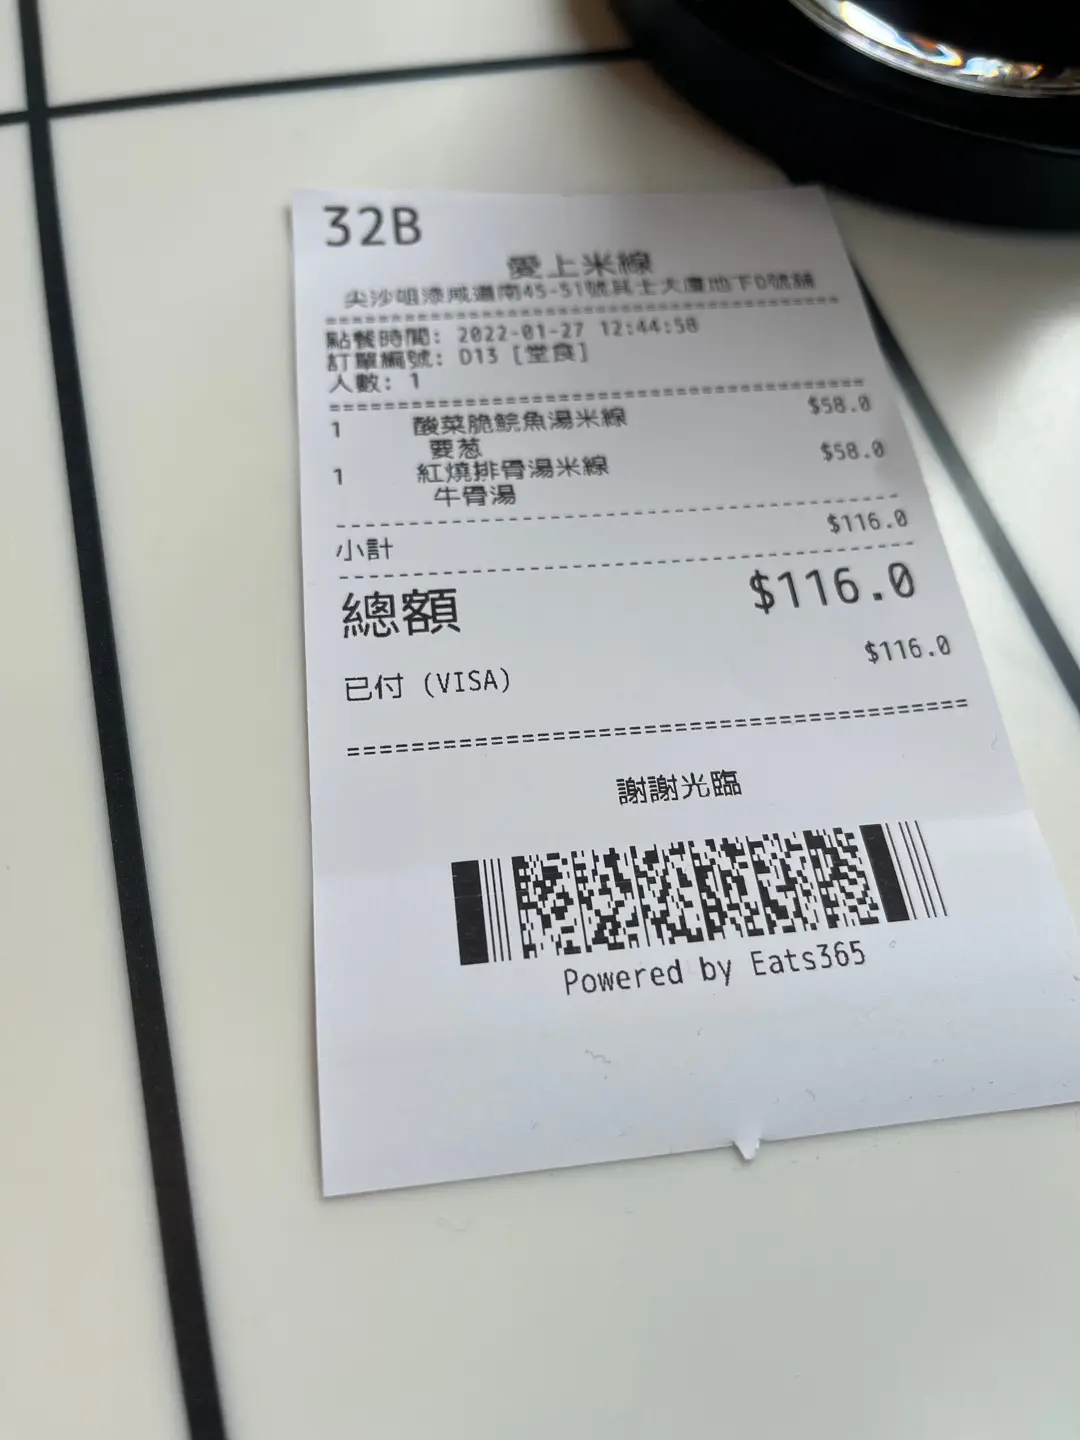 32B
愛上米線
尖沙咀漆咸道南45-51號其士大廈地下D號舖
點餐時間: 2022-01-27 12:44:58
訂單編號: D13 [堂食]
人數: 1
1 酸菜脆鯇魚湯米線 $58.0
要葱
1 紅燒排骨湯米線 $58.0
牛骨湯
小計 $116.0
總額 $116.0
已付 (VISA) $116.0
謝謝光臨
Powered by Eats365